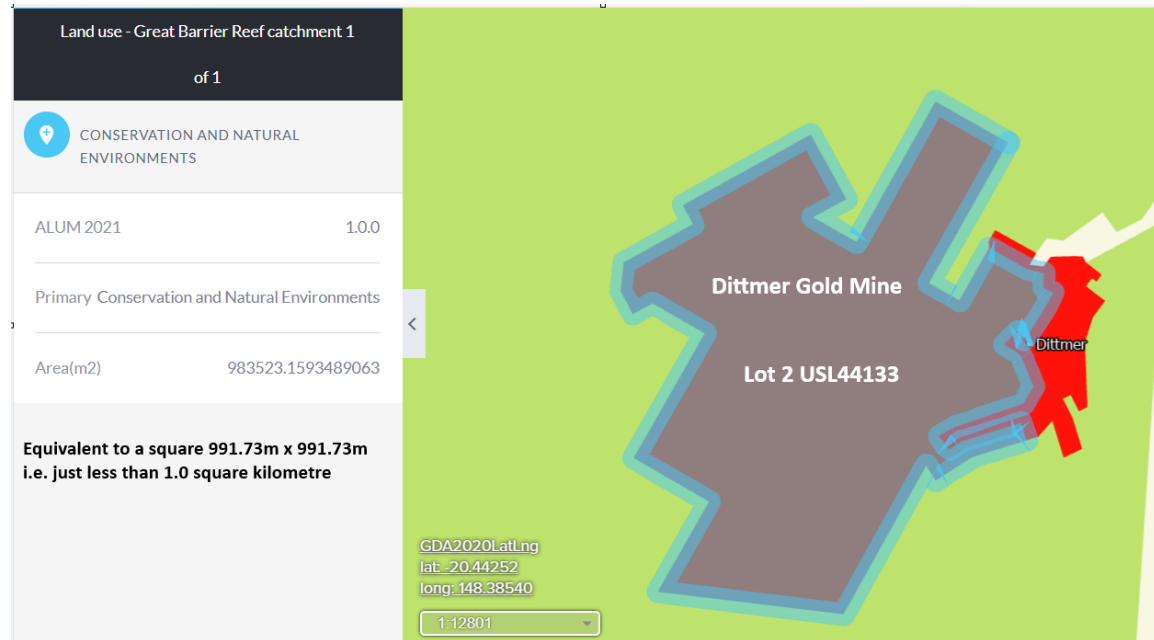 Land use - Great Barrier Reef catchment 1
of 1
CONSERVATION AND NATURAL
ENVIRONMENTS
ALUM 2021 1.0.0
Primary Conservation and Natural Environments
Area(m2) 983523.1593489063
Equivalent to a square 991.73m x 991.73m
i.e. just less than 1.0 square kilometre
Dittmer Gold Mine
Dittmer
Lot 2 USL44133
GDA2020LatLng
lat: -20.44252
long: 148.38540
1:12801